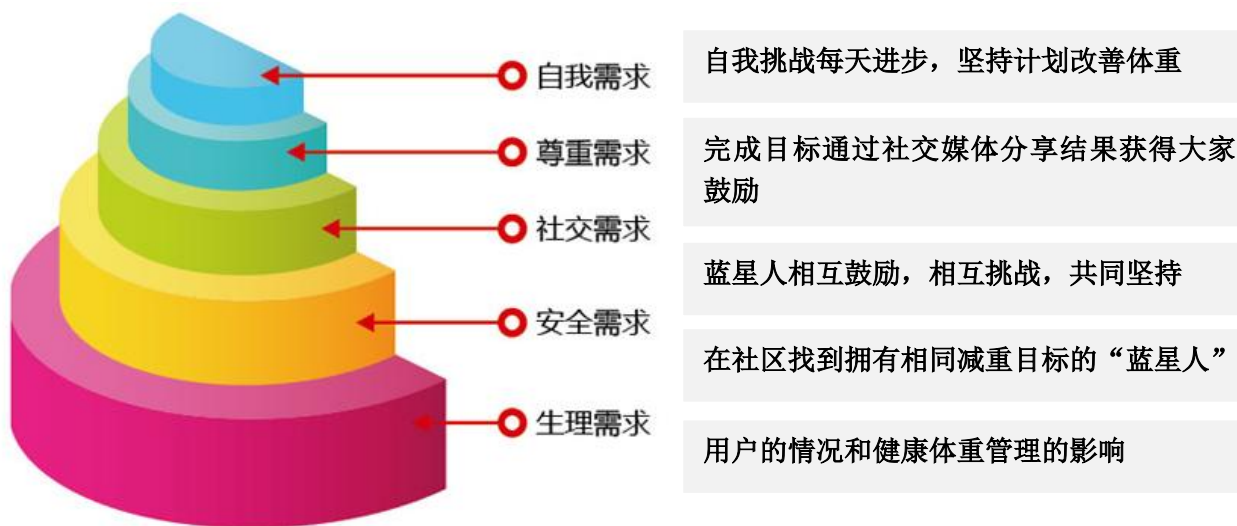 自我需求
自我挑战每天进步，坚持计划改善体重
尊重需求
完成目标通过社交媒体分享结果获得大家
鼓励
社交需求
蓝星人相互鼓励，相互挑战，共同坚持
安全需求
在社区找到拥有相同减重目标的“蓝星人”
生理需求
用户的情况和健康体重管理的影响